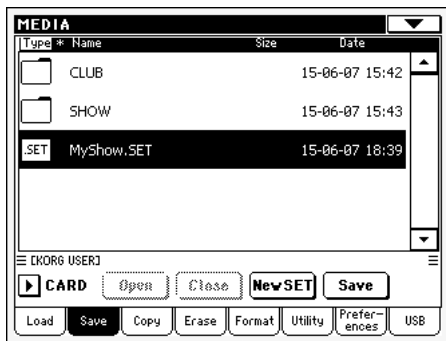 MEDIA
Type * Name Size Date
CLUB 15-06-07 15:42
SHOW 15-06-07 15:43
.SET MyShow.SET 15-06-07 18:39
[KORG USER]
CARD Open Close NewSET Save
Load Save Copy Erase Format Utility Prefer-ences USB